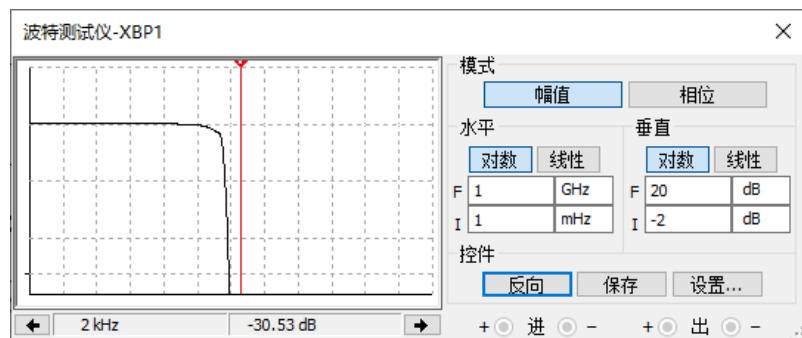 波特测试仪-XBP1
模式
幅值 相位
水平 垂直
对数 线性 对数 线性
F 1 GHz F 20 dB
I 1 mHz I -2 dB
控件
反向 保存 设置...
2 kHz -30.53 dB
+ 进 - + 出 -